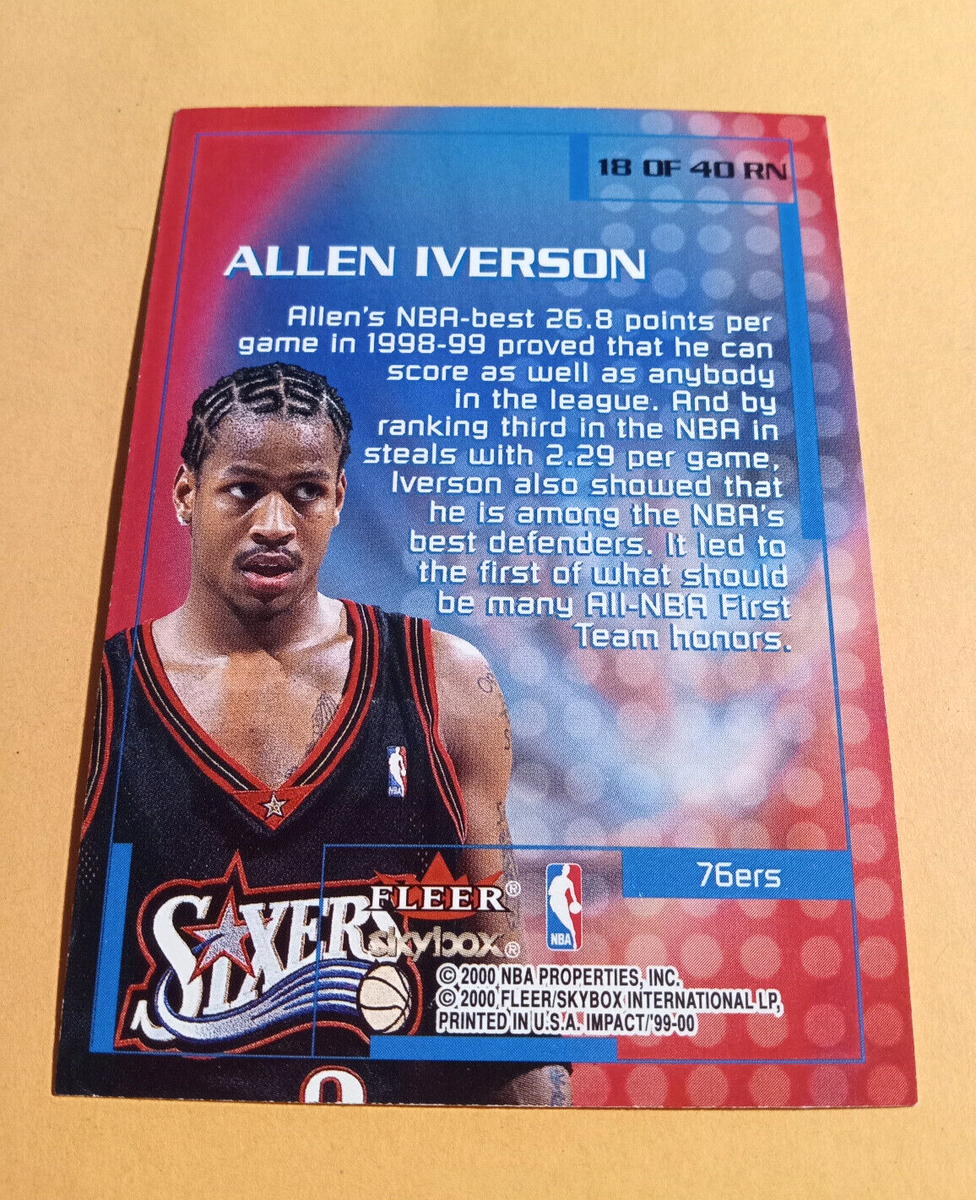 18 OF 40 RN
ALLEN IVERSON
Allen's NBA-best 26.8 points per
game in 1998-99 proved that he can
score as well as anybody
in the league. And by
ranking third in the NBA in
steals with 2.29 per game,
Iverson also showed that
he is among the NBA's
best defenders. It led to
the first of what should
be many All-NBA First
Team honors.
NBA
76ers
SIXERS
FLEER®
skybox®
NBA
© 2000 NBA PROPERTIES, INC.
© 2000 FLEER/SKYBOX INTERNATIONAL LP,
PRINTED IN U.S.A. IMPACT/'99-00